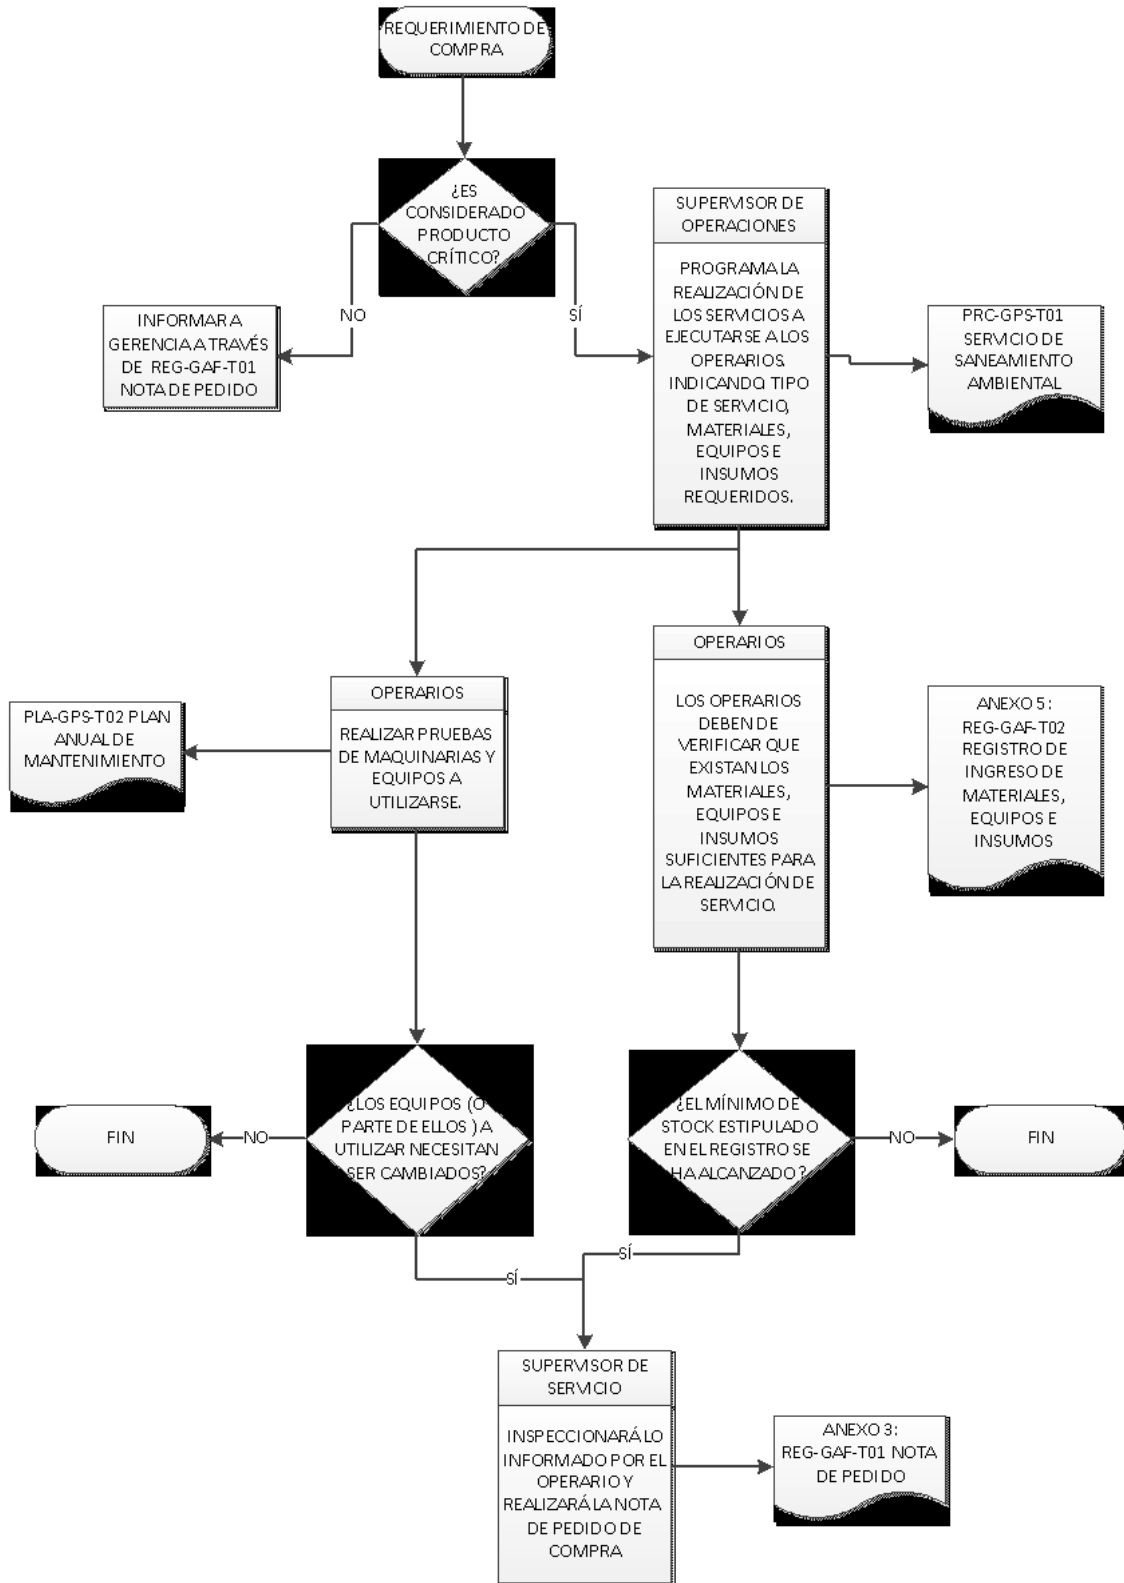 REQUERIMIENTO DE
COMPRA
¿ES
CONSIDERADO
PRODUCTO
CRÍTICO?
NO
SÍ
INFORMAR A
GERENCIA A TRAVÉS
DE REG-GAF-T01
NOTA DE PEDIDO
SUPERVISOR DE
OPERACIONES
PROGRAMA LA
REALIZACIÓN DE
LOS SERVICIOS A
EJECUTARSE A LOS
OPERARIOS.
INDICANDO: TIPO
DE SERVICIO,
MATERIALES,
EQUIPOS E
INSUMOS
REQUERIDOS.
PRC-GPS-T01
SERVICIO DE
SANEAMIENTO
AMBIENTAL
OPERARIOS
REALIZAR PRUEBAS
DE MAQUINARIAS Y
EQUIPOS A
UTILIZARSE.
PLA-GPS-T02 PLAN
ANUAL DE
MANTENIMIENTO
OPERARIOS
LOS OPERARIOS
DEBEN DE
VERIFICAR QUE
EXISTAN LOS
MATERIALES,
EQUIPOS E
INSUMOS
SUFICIENTES PARA
LA REALIZACIÓN DE
SERVICIO.
ANEXO 5:
REG-GAF-T02
REGISTRO DE
INGRESO DE
MATERIALES,
EQUIPOS E
INSUMOS
¿LOS EQUIPOS (O
PARTE DE ELLOS ) A
UTILIZAR NECESITAN
SER CAMBIADOS?
NO
FIN
¿EL MÍNIMO DE
STOCK ESTIPULADO
EN EL REGISTRO SE
HA ALCANZADO ?
NO
FIN
SÍ
SÍ
SUPERVISOR DE
SERVICIO
INSPECCIONARÁ LO
INFORMADO POR EL
OPERARIO Y
REALIZARÁ LA NOTA
DE PEDIDO DE
COMPRA
ANEXO 3:
REG-GAF-T01 NOTA
DE PEDIDO